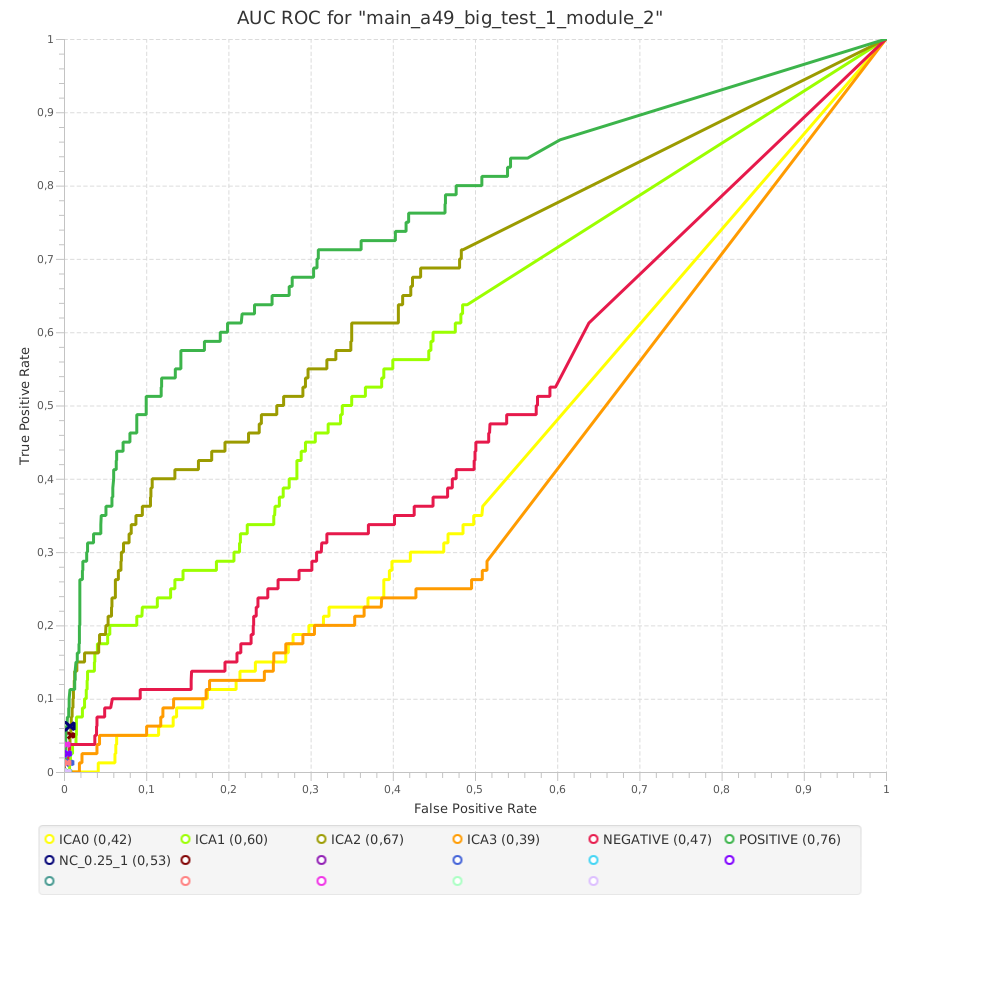 AUC ROC for "main_a49_big_test_1_module_2"
1
0,9
0,8
0,7
0,6
0,5
0,4
0,3
0,2
0,1
0
True Positive Rate
0 0,1 0,2 0,3 0,4 0,5 0,6 0,7 0,8 0,9 1
False Positive Rate
ICA0 (0,42) ICA1 (0,60) ICA2 (0,67) ICA3 (0,39) NEGATIVE (0,47) POSITIVE (0,76)
NC_0.25_1 (0,53)